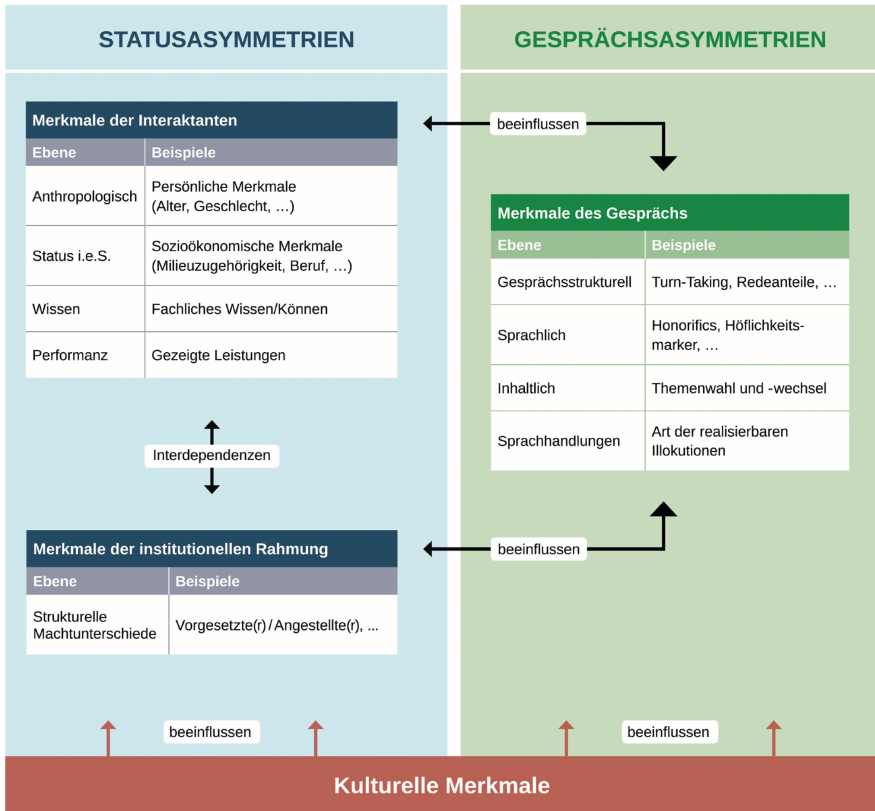 STATUSASYMMETRIEN
Merkmale der Interaktanten
Ebene Beispiele
Anthropologisch Persönliche Merkmale
(Alter, Geschlecht, …)
Status i.e.S. Sozioökonomische Merkmale
(Milieuzugehörigkeit, Beruf, …)
Wissen Fachliches Wissen/Können
Performanz Gezeigte Leistungen
Interdependenzen
Merkmale der institutionellen Rahmung
Ebene Beispiele
Strukturelle
Machtunterschiede
Vorgesetzte(r)/Angestellte(r), ...
beeinflussen
GESPRÄCHSASYMMETRIEN
beeinflussen
Merkmale des Gesprächs
Ebene Beispiele
Gesprächsstrukturell Turn-Taking, Redeanteile, …
Sprachlich Honorifics, Höflichkeits-
marker, …
Inhaltlich Themenwahl und -wechsel
Sprachhandlungen Art der realisierbaren
Illokutionen
beeinflussen
beeinflussen
Kulturelle Merkmale